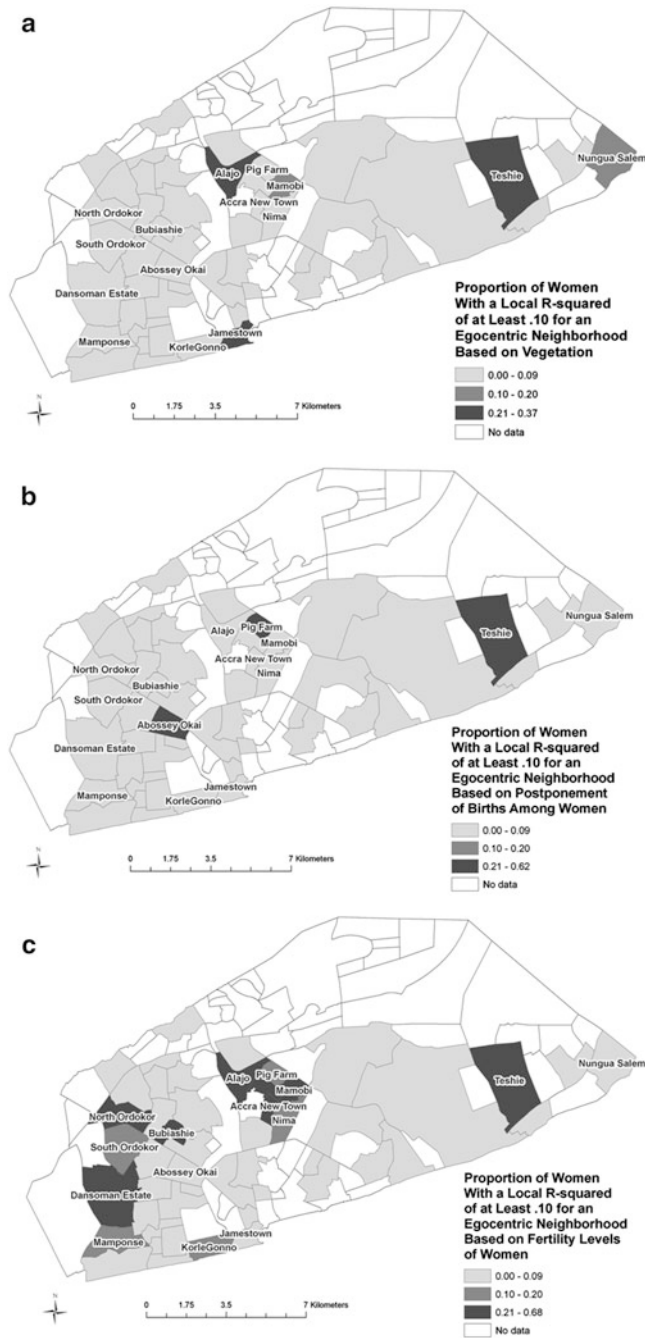 a
Alajo
Pig Farm
Mamobi
Nungua Salem
Teshie
North Ordokor
Accra New Town
Bubiashie
Nima
South Ordokor
Abossey Okai
Dansoman Estate
Jamestown
Mamponse
KorleGonno
Proportion of Women
With a Local R-squared
of at Least .10 for an
Egocentric Neighborhood
Based on Vegetation
0.00 - 0.09
0.10 - 0.20
0.21 - 0.37
No data
N
0 1.75 3.5 7 Kilometers
b
Pig Farm
Alajo
Mamobi
Nungua Salem
Teshie
Accra New Town
North Ordokor
Nima
Bubiashie
South Ordokor
Abossey Okai
Dansoman Estate
Jamestown
Mamponse
KorleGonno
Proportion of Women
With a Local R-squared
of at Least .10 for an
Egocentric Neighborhood
Based on Postponement
of Births Among Women
0.00 - 0.09
0.10 - 0.20
0.21 - 0.62
No data
N
0 1.75 3.5 7 Kilometers
c
Alajo
Pig Farm
Mamobi
Nungua Salem
Teshie
Accra New Town
North Ordokor
Nima
Bubiashie
South Ordokor
Abossey Okai
Dansoman Estate
Jamestown
Mamponse
KorleGonno
Proportion of Women
With a Local R-squared
of at Least .10 for an
Egocentric Neighborhood
Based on Fertility Levels
of Women
0.00 - 0.09
0.10 - 0.20
0.21 - 0.68
No data
N
0 1.75 3.5 7 Kilometers